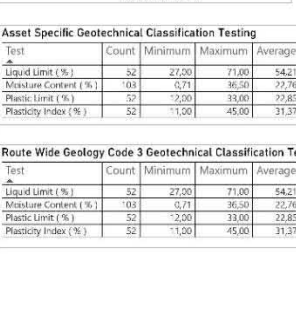 Asset Specific Geotechnical Classification Testing
Test Count Minimum Maximum Average
Liquid Limit (%) 52 27,00 71,00 54,21
Moisture Content (%) 103 0,71 36,50 22,76
Plastic Limit (%) 52 12,00 33,00 22,85
Plasticity Index (%) 52 11,00 45,00 31,37
Route Wide Geology Code 3 Geotechnical Classification Te
Test Count Minimum Maximum Average
Liquid Limit (%) 52 27,00 71,00 54,21
Moisture Content (%) 103 0,71 36,50 22,76
Plastic Limit (%) 52 12,00 33,00 22,85
Plasticity Index (%) 52 11,00 45,00 31,37